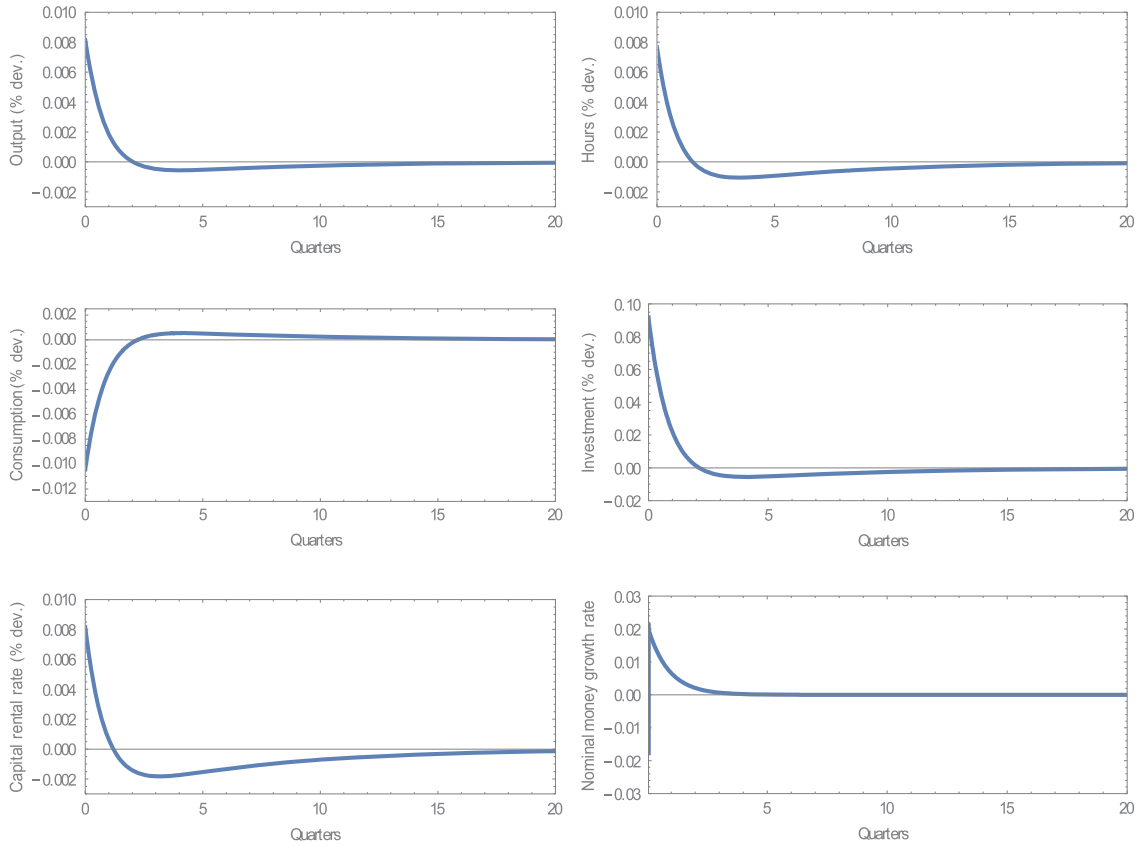 Output (% dev.)
0.010
0.008
0.006
0.004
0.002
0.000
−0.002
0 5 10 15 20
Quarters
Hours (% dev.)
0.010
0.008
0.006
0.004
0.002
0.000
−0.002
0 5 10 15 20
Quarters
Consumption (% dev.)
0.002
0.000
−0.002
−0.004
−0.006
−0.008
−0.010
−0.012
0 5 10 15 20
Quarters
Investment (% dev.)
0.10
0.08
0.06
0.04
0.02
0.00
−0.02
0 5 10 15 20
Quarters
Capital rental rate (% dev.)
0.010
0.008
0.006
0.004
0.002
0.000
−0.002
0 5 10 15 20
Quarters
Nominal money growth rate
0.03
0.02
0.01
0.00
−0.01
−0.02
−0.03
5 10 15 20
Quarters